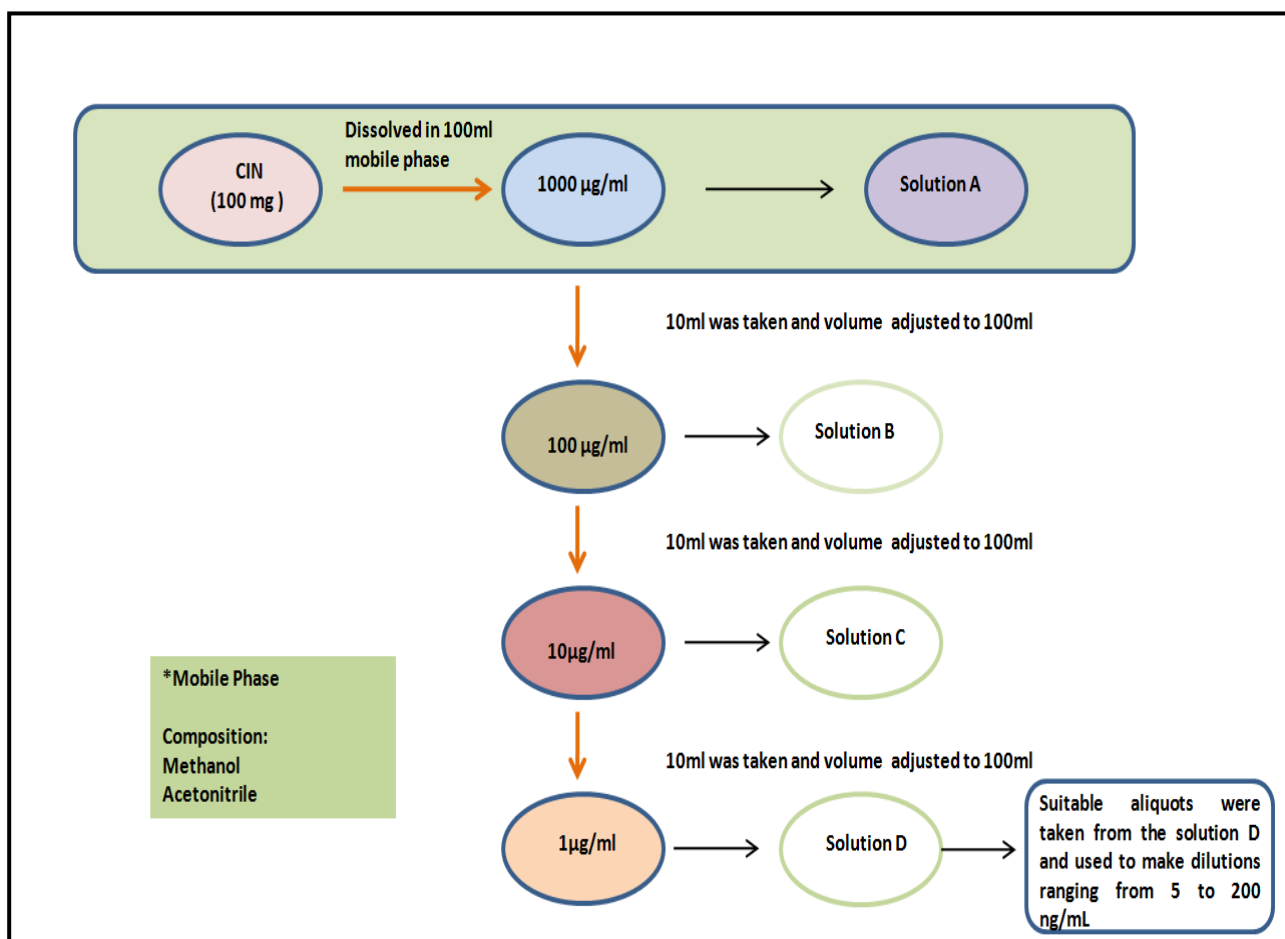 Dissolved in 100ml
mobile phase
CIN
(100 mg )
1000 µg/ml
Solution A
10ml was taken and volume adjusted to 100ml
100 µg/ml
Solution B
10ml was taken and volume adjusted to 100ml
10µg/ml
Solution C
*Mobile Phase
Composition:
Methanol
Acetonitrile
10ml was taken and volume adjusted to 100ml
1µg/ml
Solution D
Suitable aliquots were
taken from the solution D
and used to make dilutions
ranging from 5 to 200
ng/mL